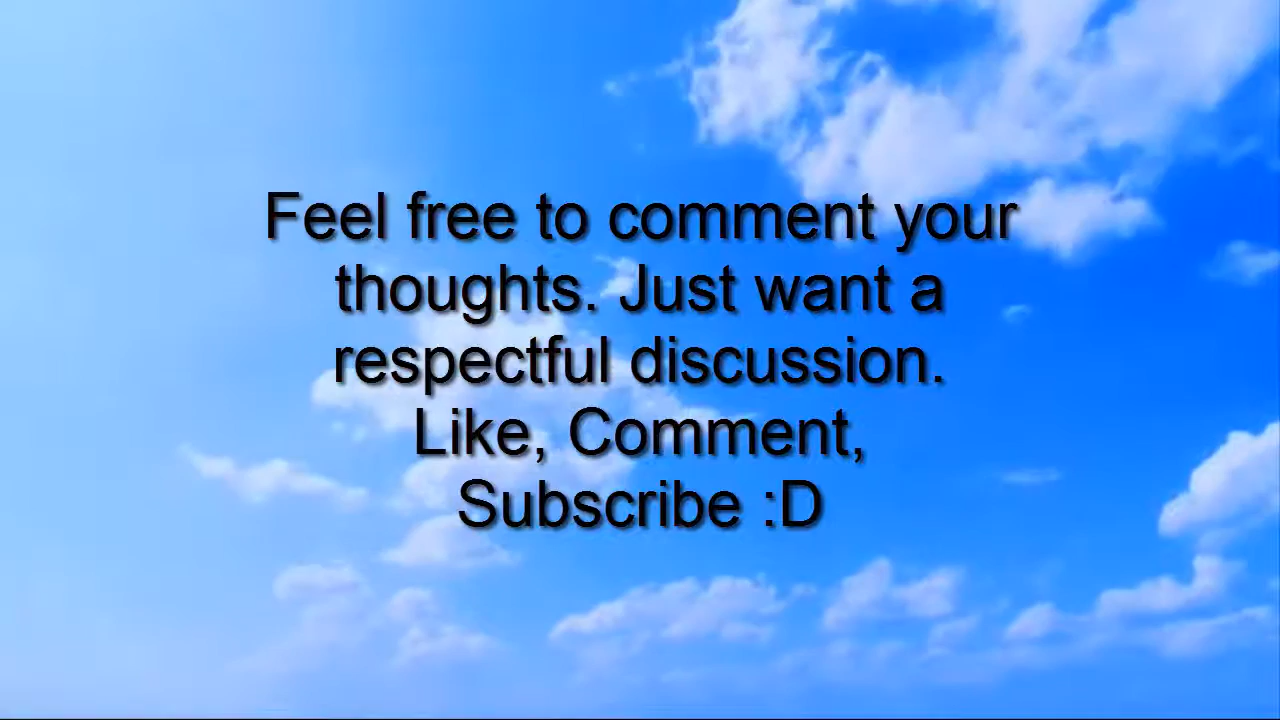 Feel free to comment your
thoughts. Just want a
respectful discussion.
Like, Comment,
Subscribe :D